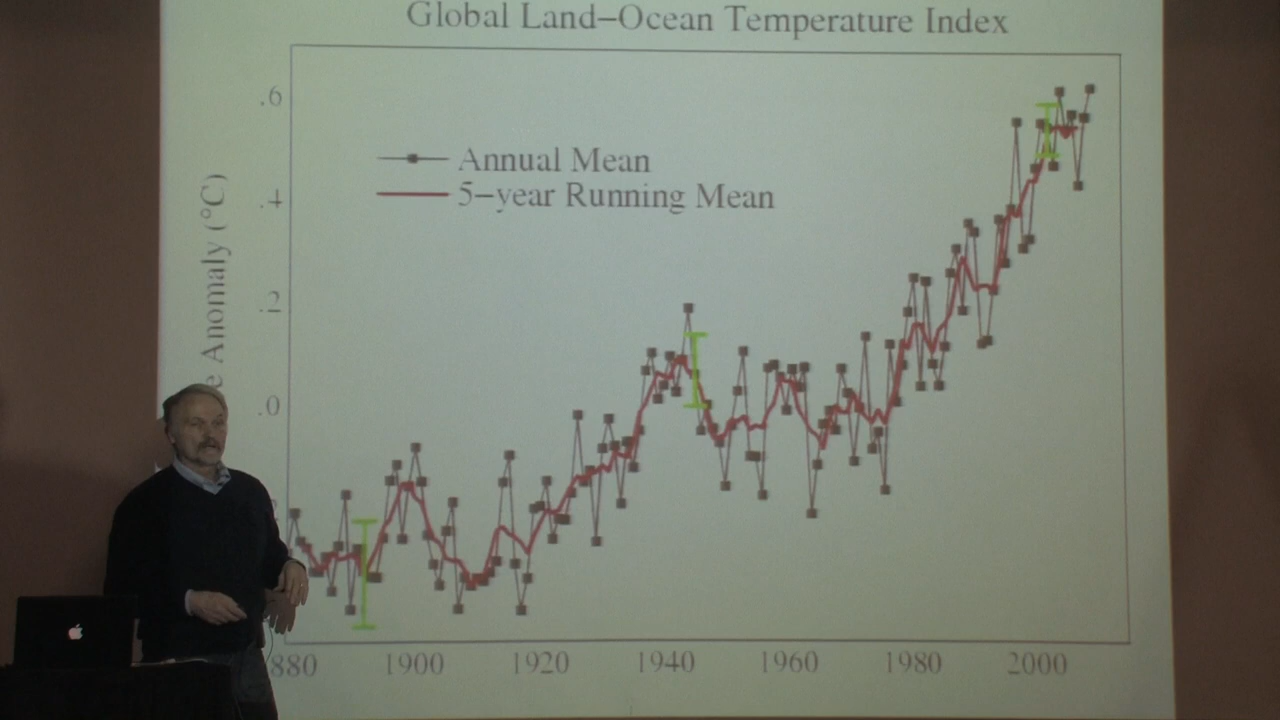 Global Land−Ocean Temperature Index
.6
Annual Mean
5−year Running Mean
.4
e Anomaly (°C)
.2
.0
880 1900 1920 1940 1960 1980 2000